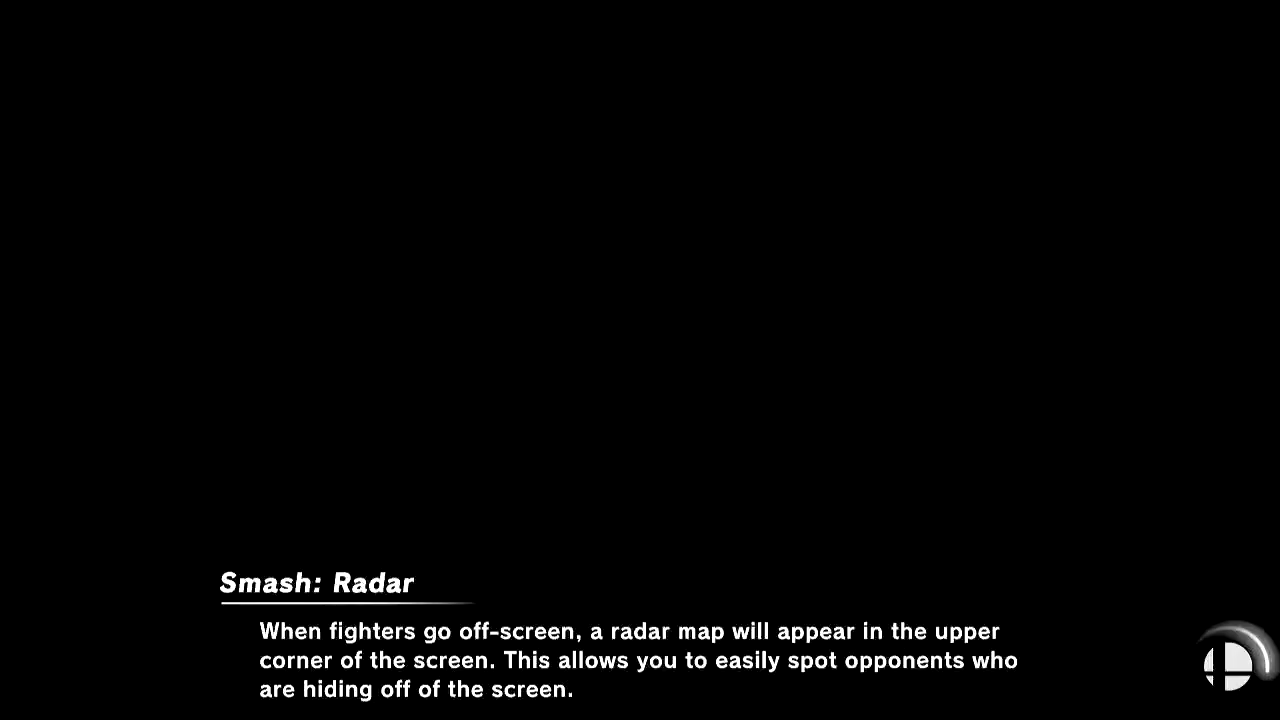 Smash: Radar
When fighters go off-screen, a radar map will appear in the upper
corner of the screen. This allows you to easily spot opponents who
are hiding off of the screen.